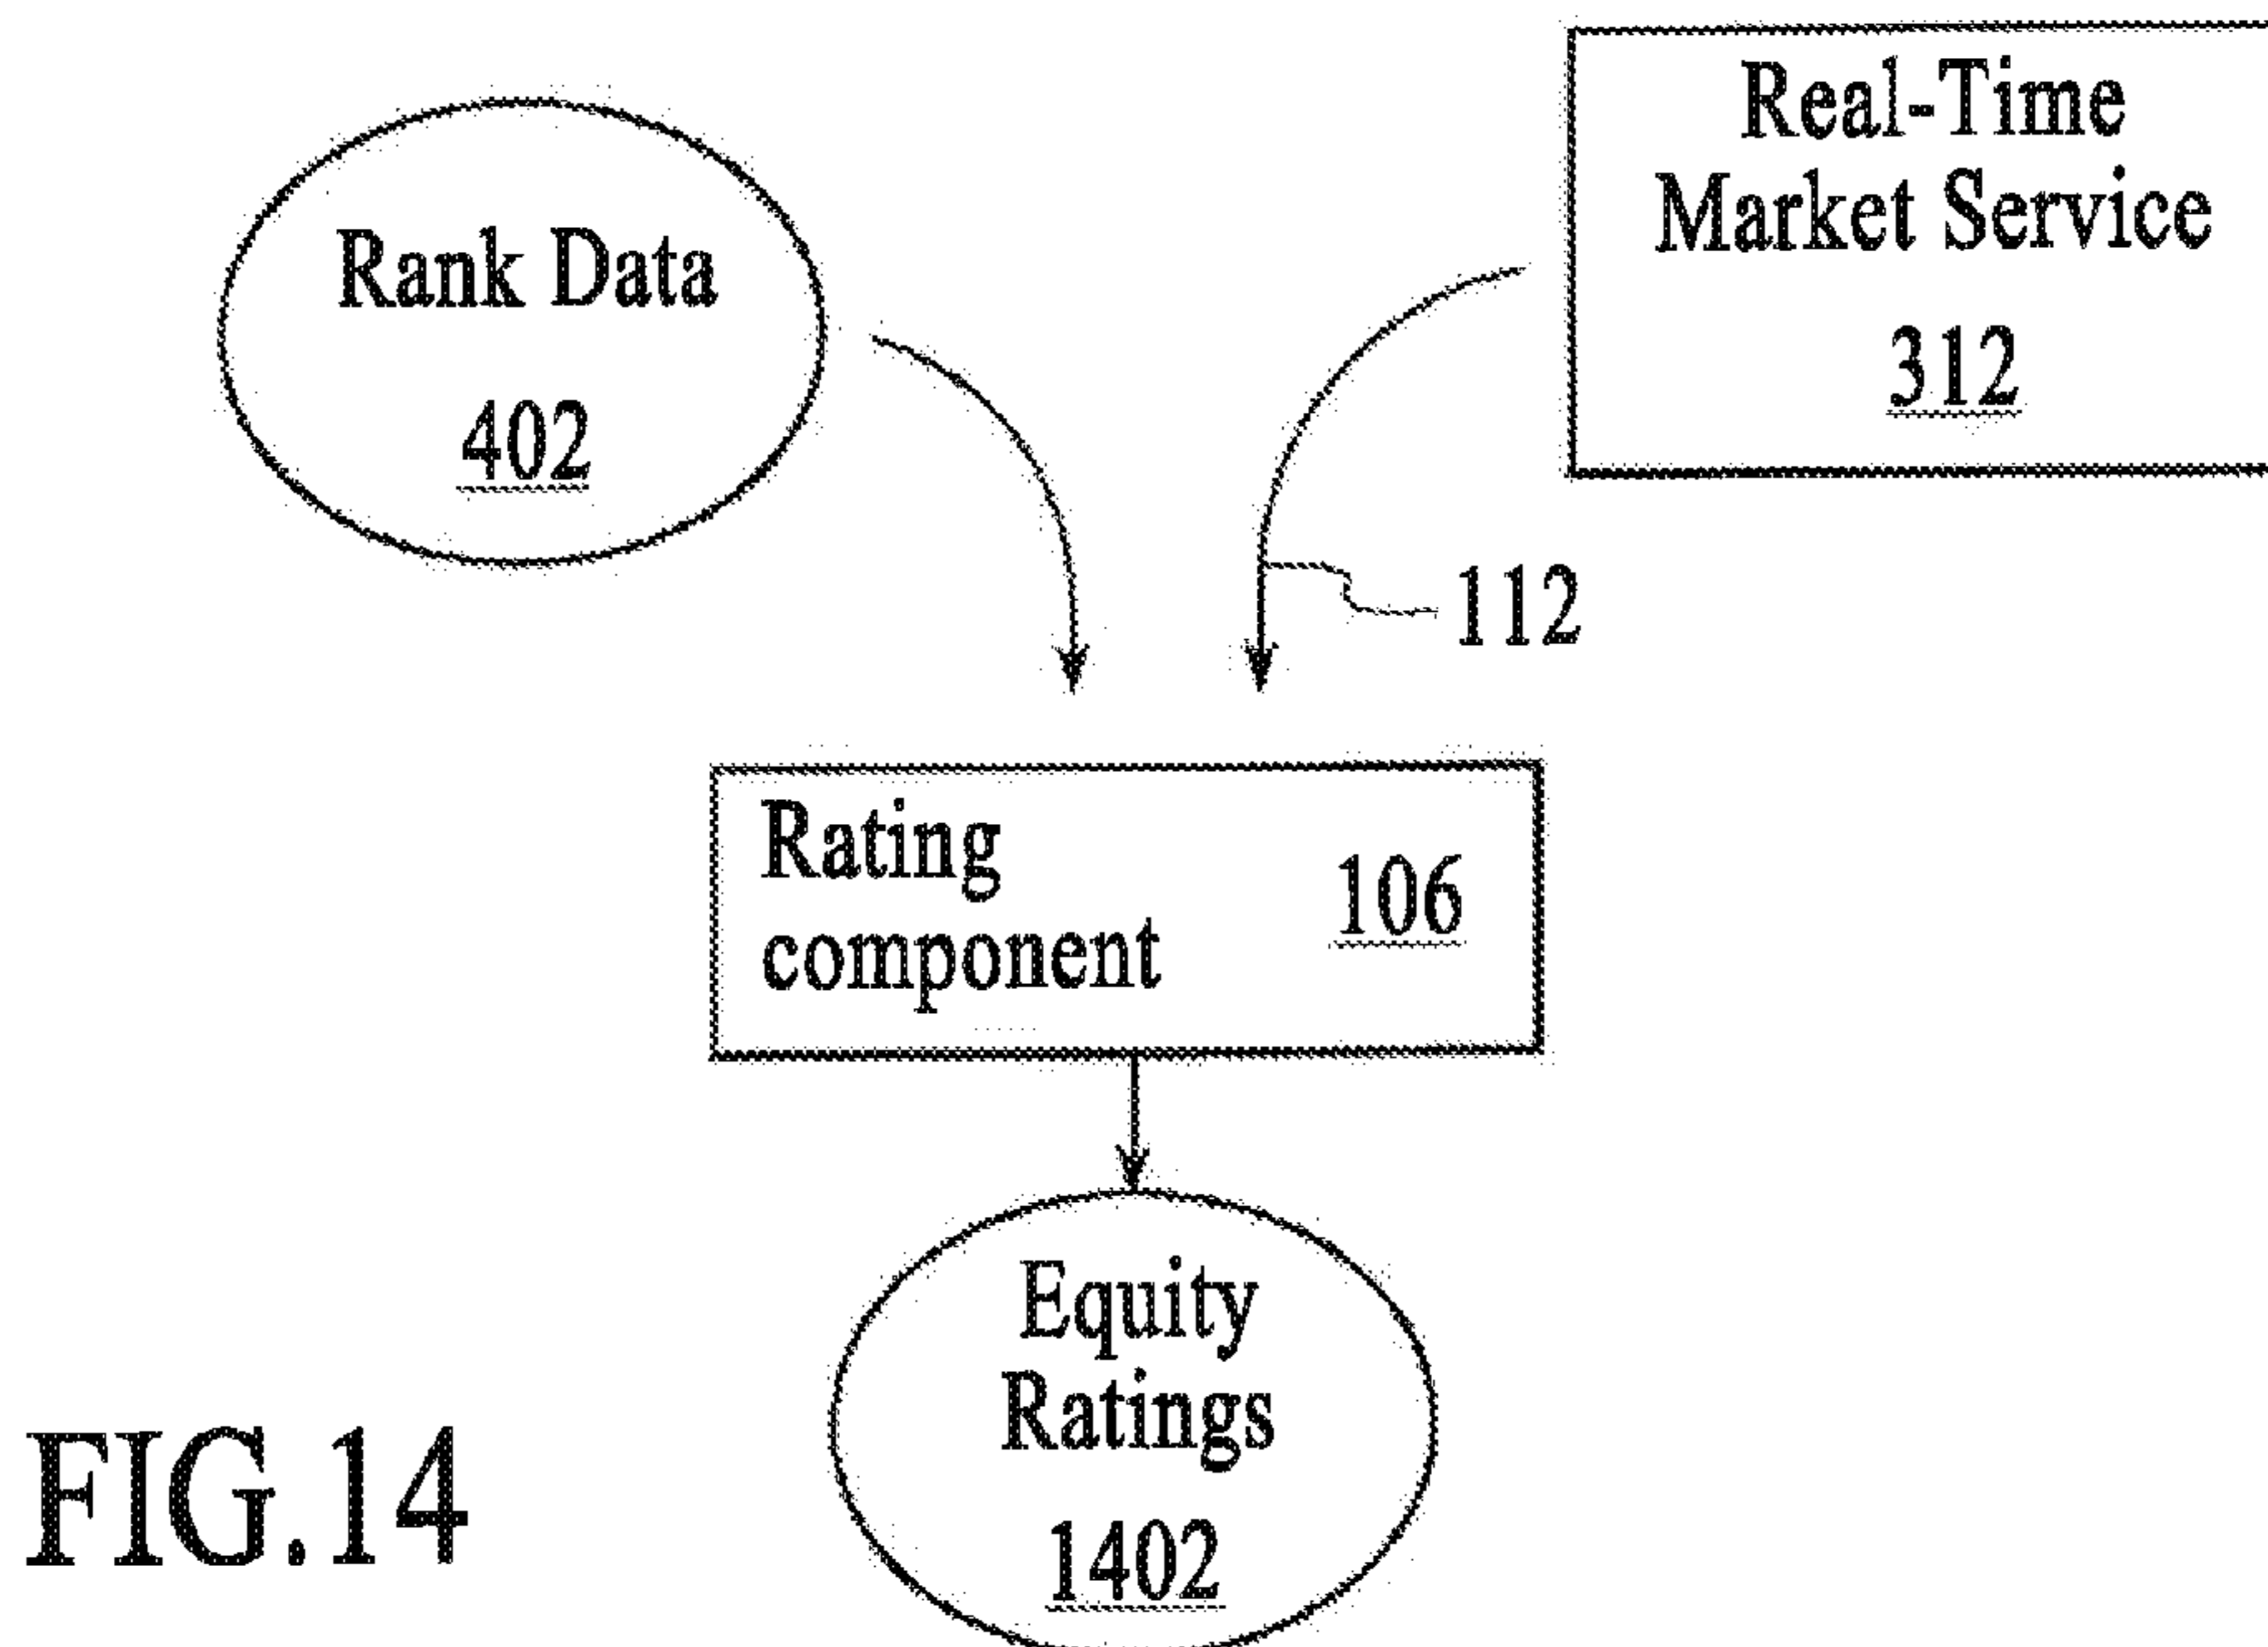 Rank Data
402
Real-Time
Market Service
312
112
Rating
component
106
Equity
Ratings
1402
FIG.14